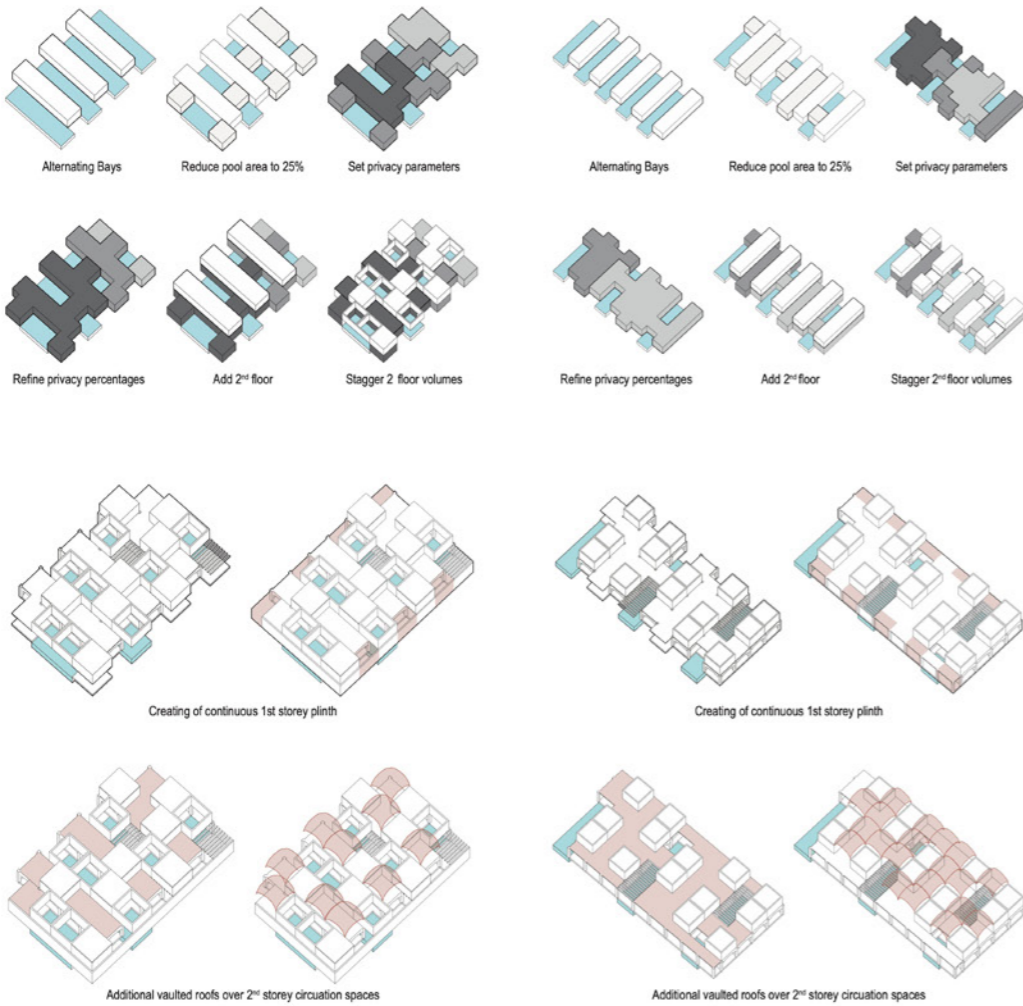 Alternating Bays
Reduce pool area to 25%
Set privacy parameters
Alternating Bays
Reduce pool area to 25%
Set privacy parameters
Refine privacy percentages
Add 2nd floor
Stagger 2 floor volumes
Refine privacy percentages
Add 2nd floor
Stagger 2nd floor volumes
Creating of continuous 1st storey plinth
Creating of continuous 1st storey plinth
Additional vaulted roofs over 2nd storey circuation spaces
Additional vaulted roofs over 2nd storey circuation spaces